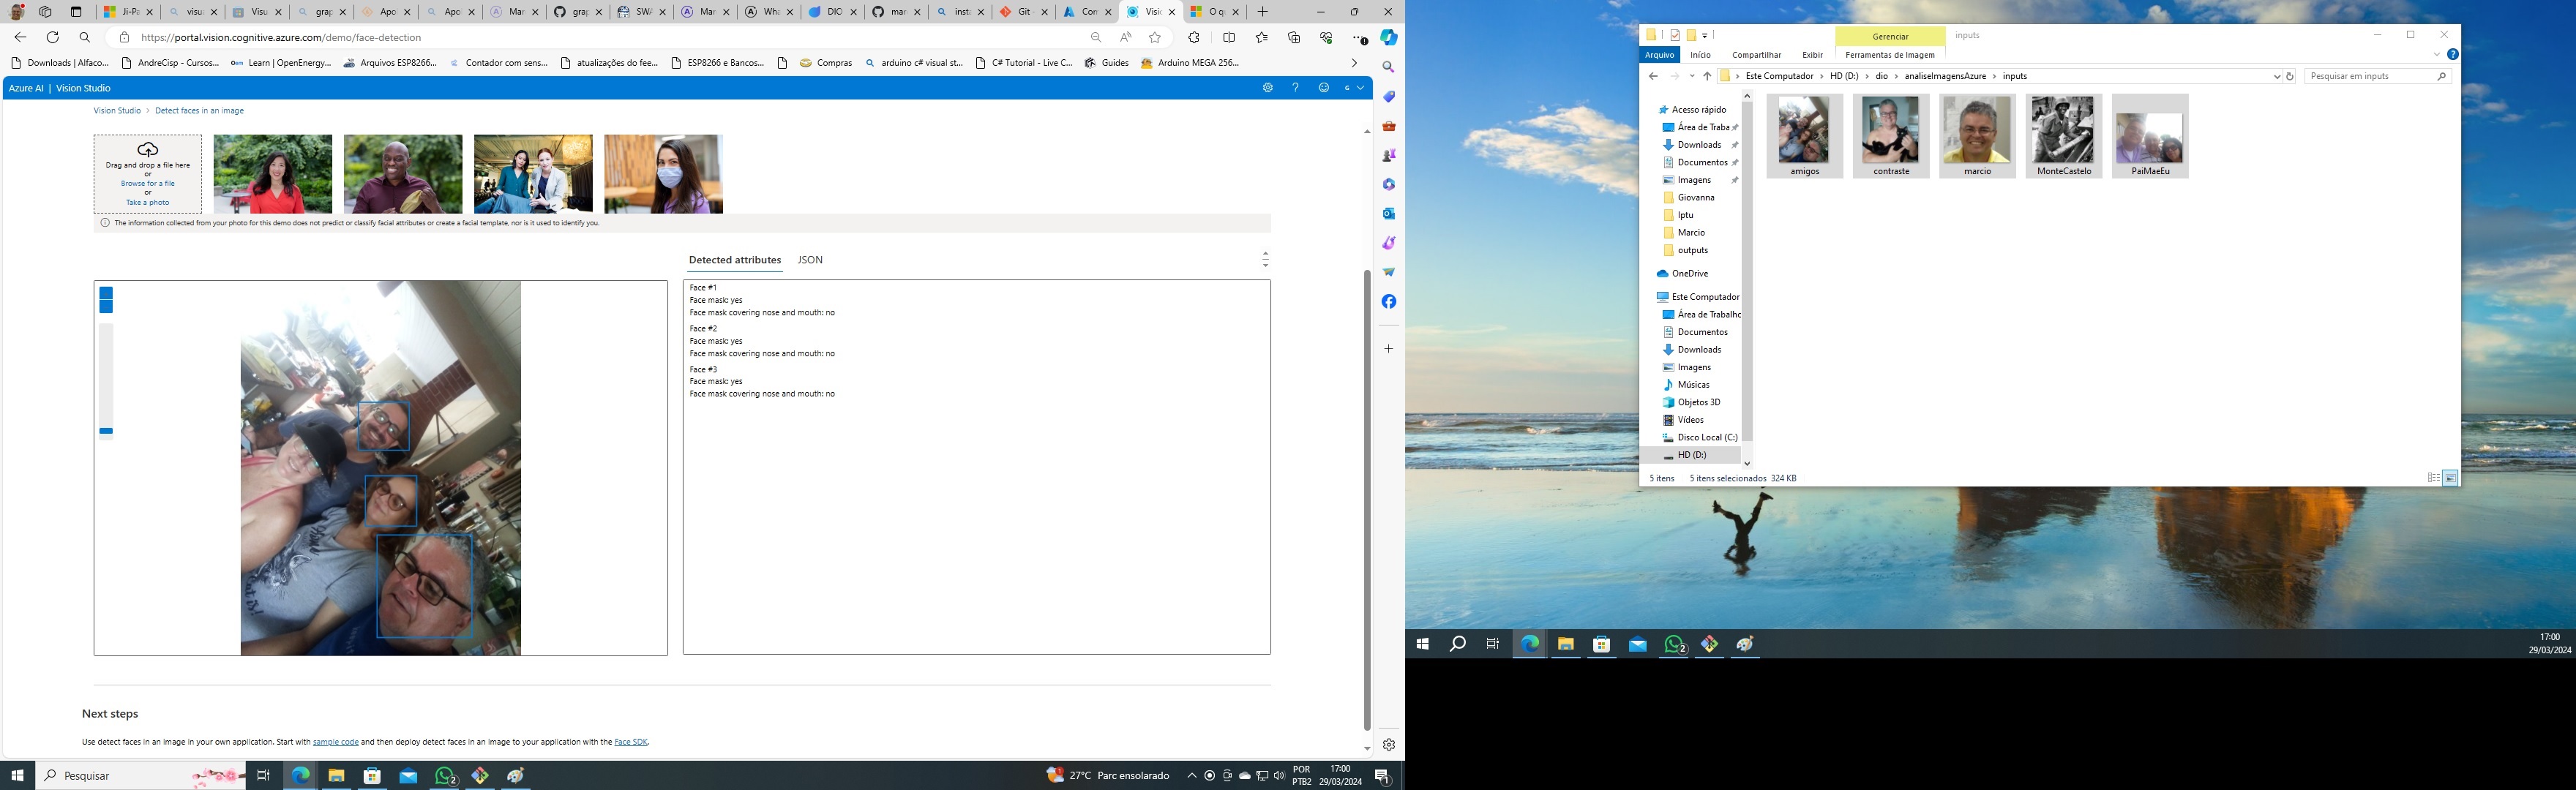 Ji-Pa
visu
Visu
grap
Apo
Apo
Mar
grap
SWA
Mar
Wha
DIO
mar
insta
Git -
Con
Visio
O q
https://portal.vision.cognitive.azure.com/demo/face-detection
Downloads | Alfaco...
AndreCisp - Cursos...
Learn | OpenEnergy...
Arquivos ESP8266...
Contador com sens...
atualizações do fee...
ESP8266 e Bancos...
Compras
arduino c# visual st...
C# Tutorial - Live C...
Guides
Arduino MEGA 256...
Azure AI | Vision Studio
Vision Studio > Detect faces in an image
Drag and drop a file here
or
Browse for a file
or
Take a photo
The information collected from your photo for this demo does not predict or classify facial attributes or create a facial template, nor is it used to identify you.
Detected attributes
JSON
Face #1
Face mask: yes
Face mask covering nose and mouth: no
Face #2
Face mask: yes
Face mask covering nose and mouth: no
Face #3
Face mask: yes
Face mask covering nose and mouth: no
Next steps
Use detect faces in an image in your own application. Start with sample code and then deploy detect faces in an image to your application with the Face SDK.
Pesquisar
2
27°C Parc ensolarado
POR
PTB2
17:00
29/03/2024
Gerenciar
inputs
Arquivo
Início
Compartilhar
Exibir
Ferramentas de Imagem
Este Computador > HD (D:) > dio > analiseImagensAzure > inputs
Pesquisar em inputs
Acesso rápido
Área de Traba
Downloads
Documentos
Imagens
Giovanna
Iptu
Marcio
outputs
OneDrive
Este Computador
Área de Trabalho
Documentos
Downloads
Imagens
Músicas
Objetos 3D
Vídeos
Disco Local (C:)
HD (D:)
amigos
contraste
marcio
MonteCastelo
PaiMaeEu
5 itens
5 itens selecionados 324 KB
2
17:00
29/03/2024